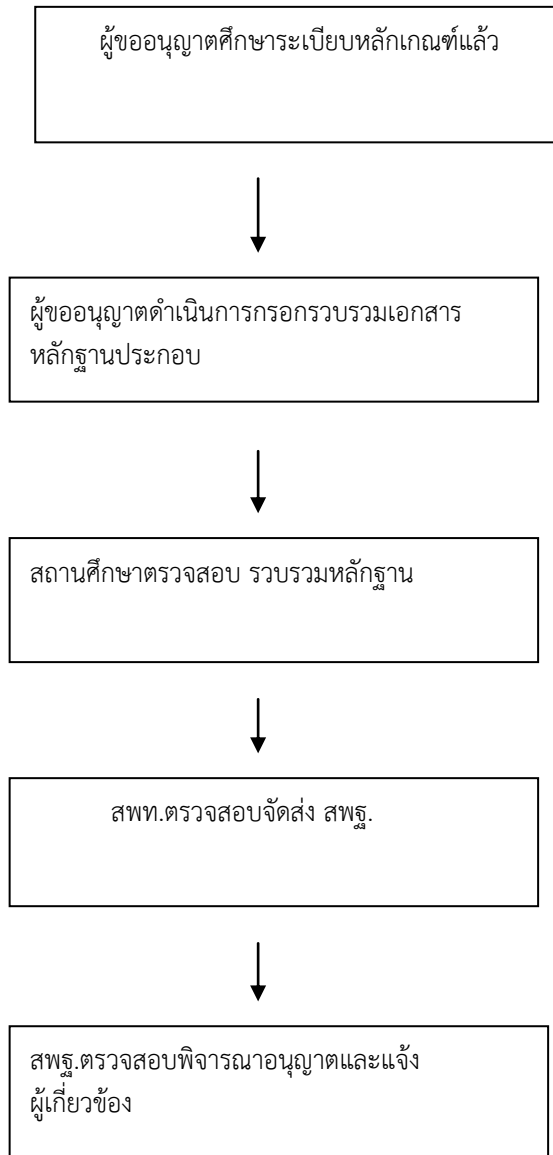 ผู้ขออนุญาตศึกษาระเบียบหลักเกณฑ์แล้ว
ผู้ขออนุญาตดำเนินการกรอกรวบรวมเอกสาร
หลักฐานประกอบ
สถานศึกษาตรวจสอบ รวบรวมหลักฐาน
สพท.ตรวจสอบจัดส่ง สพฐ.
สพฐ.ตรวจสอบพิจารณาอนุญาตและแจ้ง
ผู้เกี่ยวข้อง